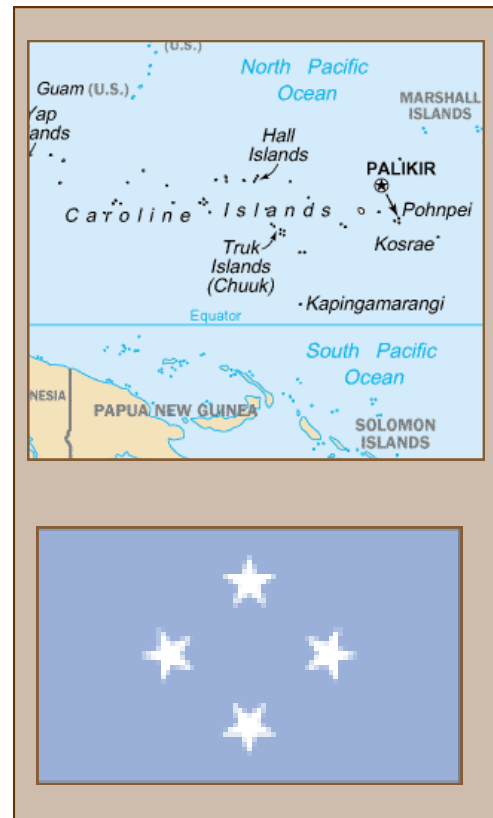 (U.S.)
North Pacific
Ocean
Guam (U.S.)
MARSHALL
ISLANDS
Yap
ands
Hall
Islands
PALIKIR
Caroline Islands
Pohnpei
Truk
Islands
(Chuuk)
Kosrae
Kapingamarangi
Equator
South Pacific
Ocean
NESIA
PAPUA NEW GUINEA
SOLOMON
ISLANDS